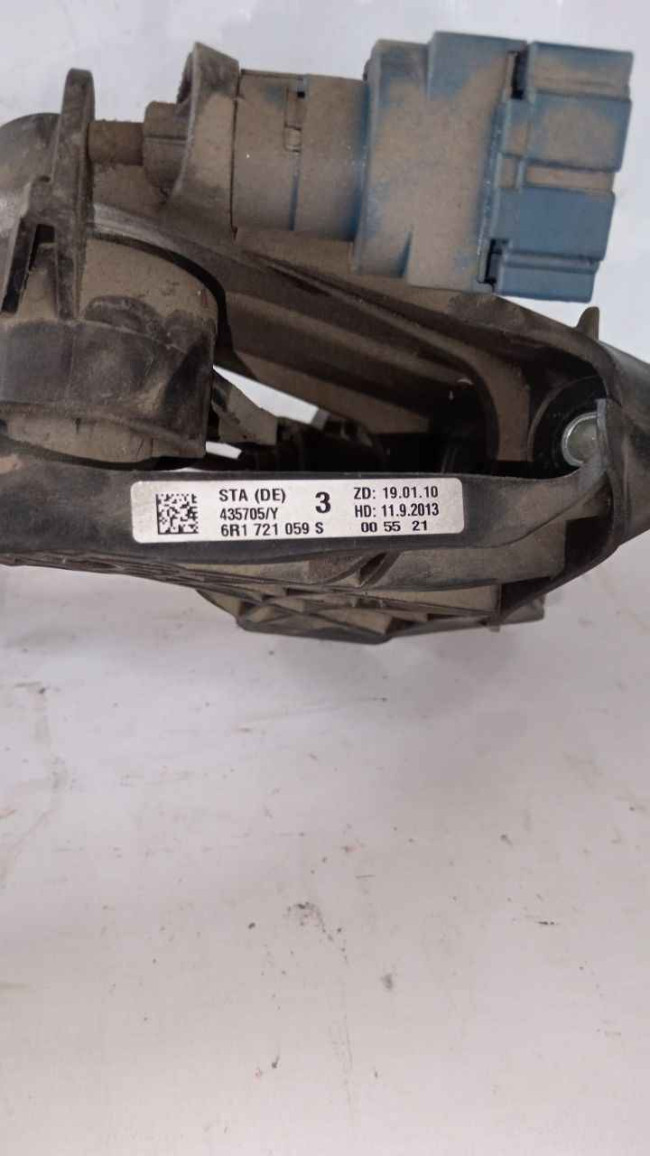 STA (DE) 3 ZD: 19.01.10
435705/Y HD: 11.9.2013
6R1 721 059 S 00 55 21